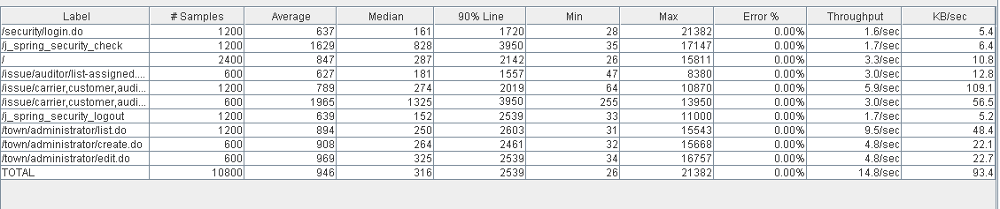 Label # Samples Average Median 90% Line Min Max Error % Throughput KB/sec
/security/login.do 1200 637 161 1720 28 21382 0.00% 1.6/sec 5.4
/j_spring_security_check 1200 1629 828 3950 35 17147 0.00% 1.7/sec 6.4
/ 2400 847 287 2142 26 15811 0.00% 3.3/sec 10.8
/issue/auditor/list-assigned.... 600 627 181 1557 47 8380 0.00% 3.0/sec 12.8
/issue/carrier,customer,audi... 1200 789 274 2019 64 10870 0.00% 5.9/sec 109.1
/issue/carrier,customer,audi... 600 1965 1325 3950 255 13950 0.00% 3.0/sec 56.5
/j_spring_security_logout 1200 639 152 2539 33 11000 0.00% 1.7/sec 5.2
/town/administrator/list.do 1200 894 250 2603 31 15543 0.00% 9.5/sec 48.4
/town/administrator/create.do 600 908 264 2461 32 15668 0.00% 4.8/sec 22.1
/town/administrator/edit.do 600 969 325 2539 34 16757 0.00% 4.8/sec 22.7
TOTAL 10800 946 316 2539 26 21382 0.00% 14.8/sec 93.4